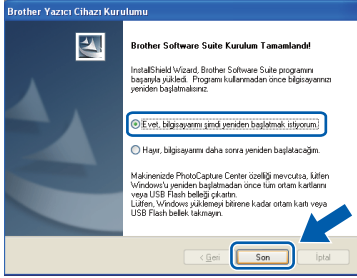 Brother Yazıcı Cihazı Kurulumu
Brother Software Suite Kurulum Tamamlandı!
InstallShield Wizard, Brother Software Suite programını
başarıyla yükledi. Programı kullanmadan önce bilgisayarınızı
yeniden başlatmalısınız.
Evet, bilgisayarımı şimdi yeniden başlatmak istiyorum.
Hayır, bilgisayarımı daha sonra yeniden başlatacağım.
Makinenizde PhotoCapture Center özelliği mevcutsa, lütfen
Windows'u yeniden başlatmadan önce tüm ortam kartlarını
veya USB Flash belleği çıkartın.
Lütfen, Windows yüklemeyi bitirene kadar ortam kartı veya
USB Flash bellek takmayın.
< Geri Son İptal